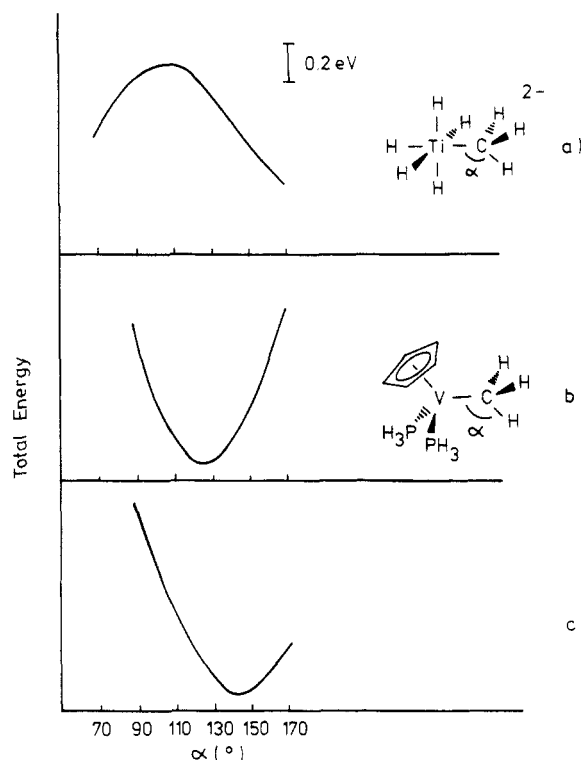 0.2 eV
2-
H
H
H
H
H
Ti
C
H
H
α
H
H
a)
Total Energy
H
V
C
H
α
H
H₃P
PH₃
b
c
70 90 110 130 150 170
α (°)